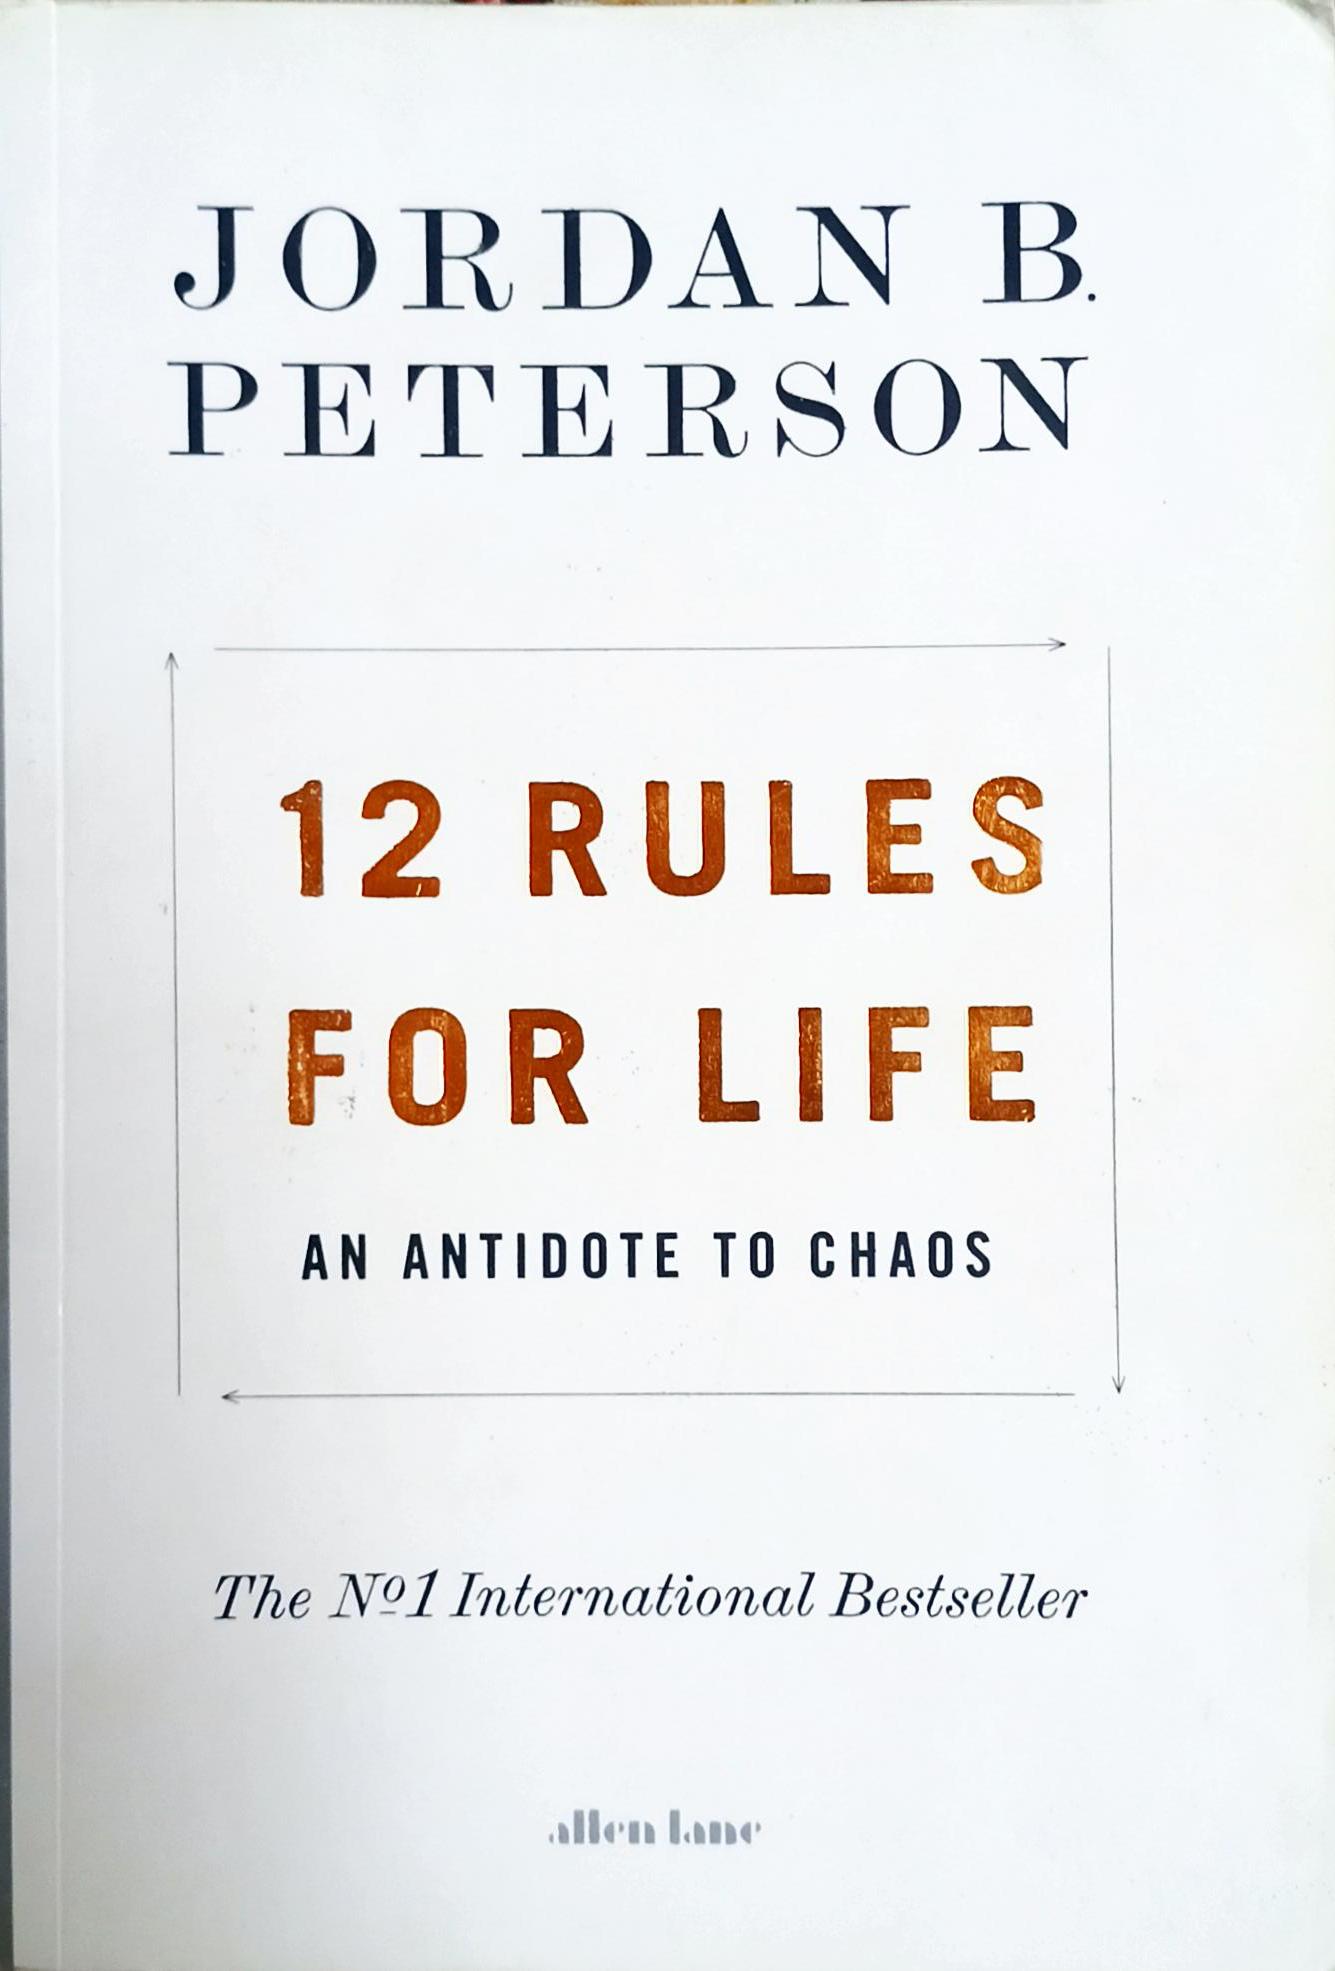 JORDAN B.
PETERSON
12 RULES
FOR LIFE
AN ANTIDOTE TO CHAOS
The Nº1 International Bestseller
allen lane